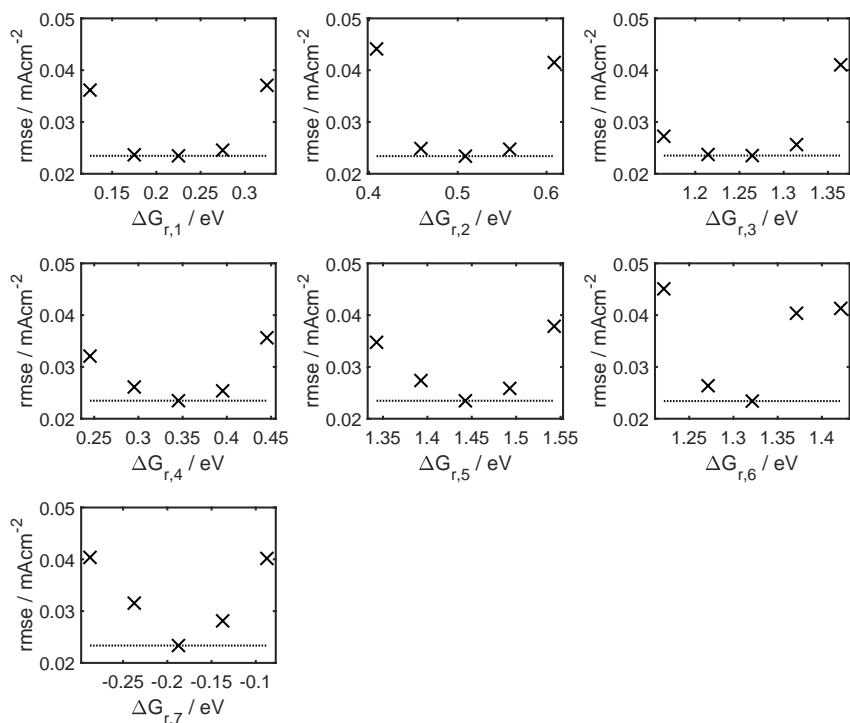 0.05
0.04
0.03
0.02
rmse / mAcm-2
0.15 0.2 0.25 0.3
ΔGr,1 / eV
0.05
0.04
0.03
0.02
rmse / mAcm-2
0.4 0.5 0.6
ΔGr,2 / eV
0.05
0.04
0.03
0.02
rmse / mAcm-2
1.2 1.25 1.3 1.35
ΔGr,3 / eV
0.05
0.04
0.03
0.02
rmse / mAcm-2
0.25 0.3 0.35 0.4 0.45
ΔGr,4 / eV
0.05
0.04
0.03
0.02
rmse / mAcm-2
1.35 1.4 1.45 1.5 1.55
ΔGr,5 / eV
0.05
0.04
0.03
0.02
rmse / mAcm-2
1.25 1.3 1.35 1.4
ΔGr,6 / eV
0.05
0.04
0.03
0.02
rmse / mAcm-2
-0.25 -0.2 -0.15 -0.1
ΔGr,7 / eV